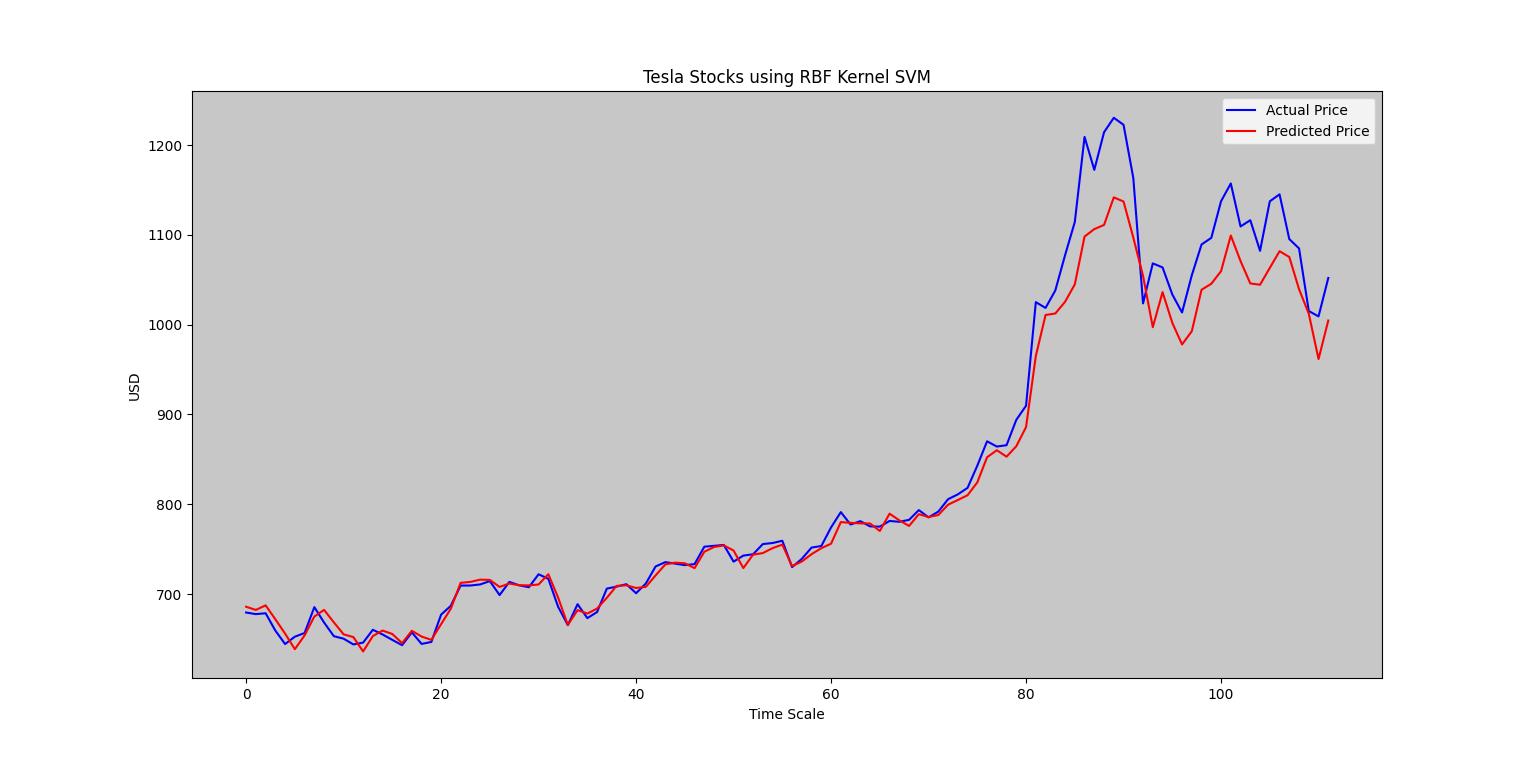 Tesla Stocks using RBF Kernel SVM
Actual Price
Predicted Price
1200
1100
1000
900
800
700
USD
0 20 40 60 80 100
Time Scale